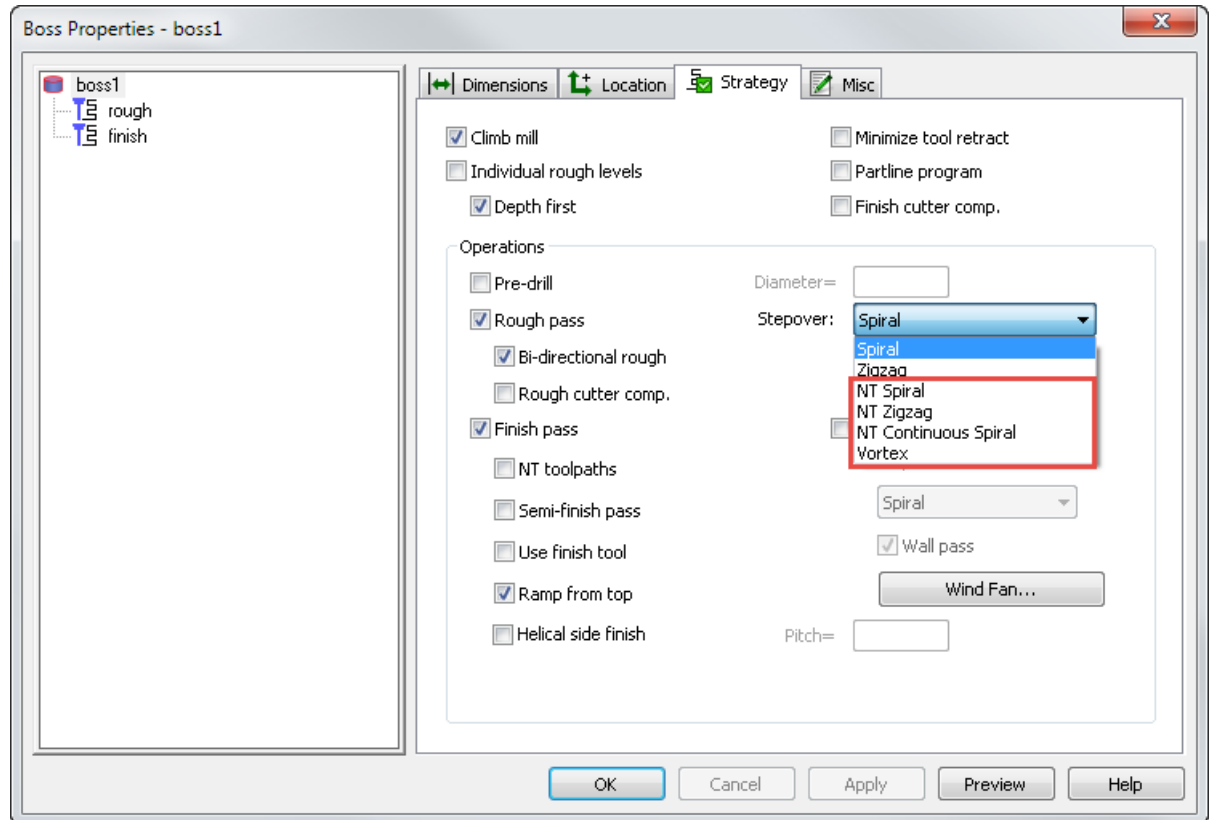 Boss Properties - boss1
boss1
rough
finish
Dimensions
Location
Strategy
Misc
Climb mill
Minimize tool retract
Individual rough levels
Partline program
Depth first
Finish cutter comp.
Operations
Pre-drill
Diameter=
Rough pass
Stepover:
Spiral
Spiral
Zigzag
NT Spiral
NT Zigzag
NT Continuous Spiral
Vortex
Bi-directional rough
Rough cutter comp.
Finish pass
NT toolpaths
Semi-finish pass
Spiral
Use finish tool
Wall pass
Ramp from top
Wind Fan...
Helical side finish
Pitch=
OK
Cancel
Apply
Preview
Help